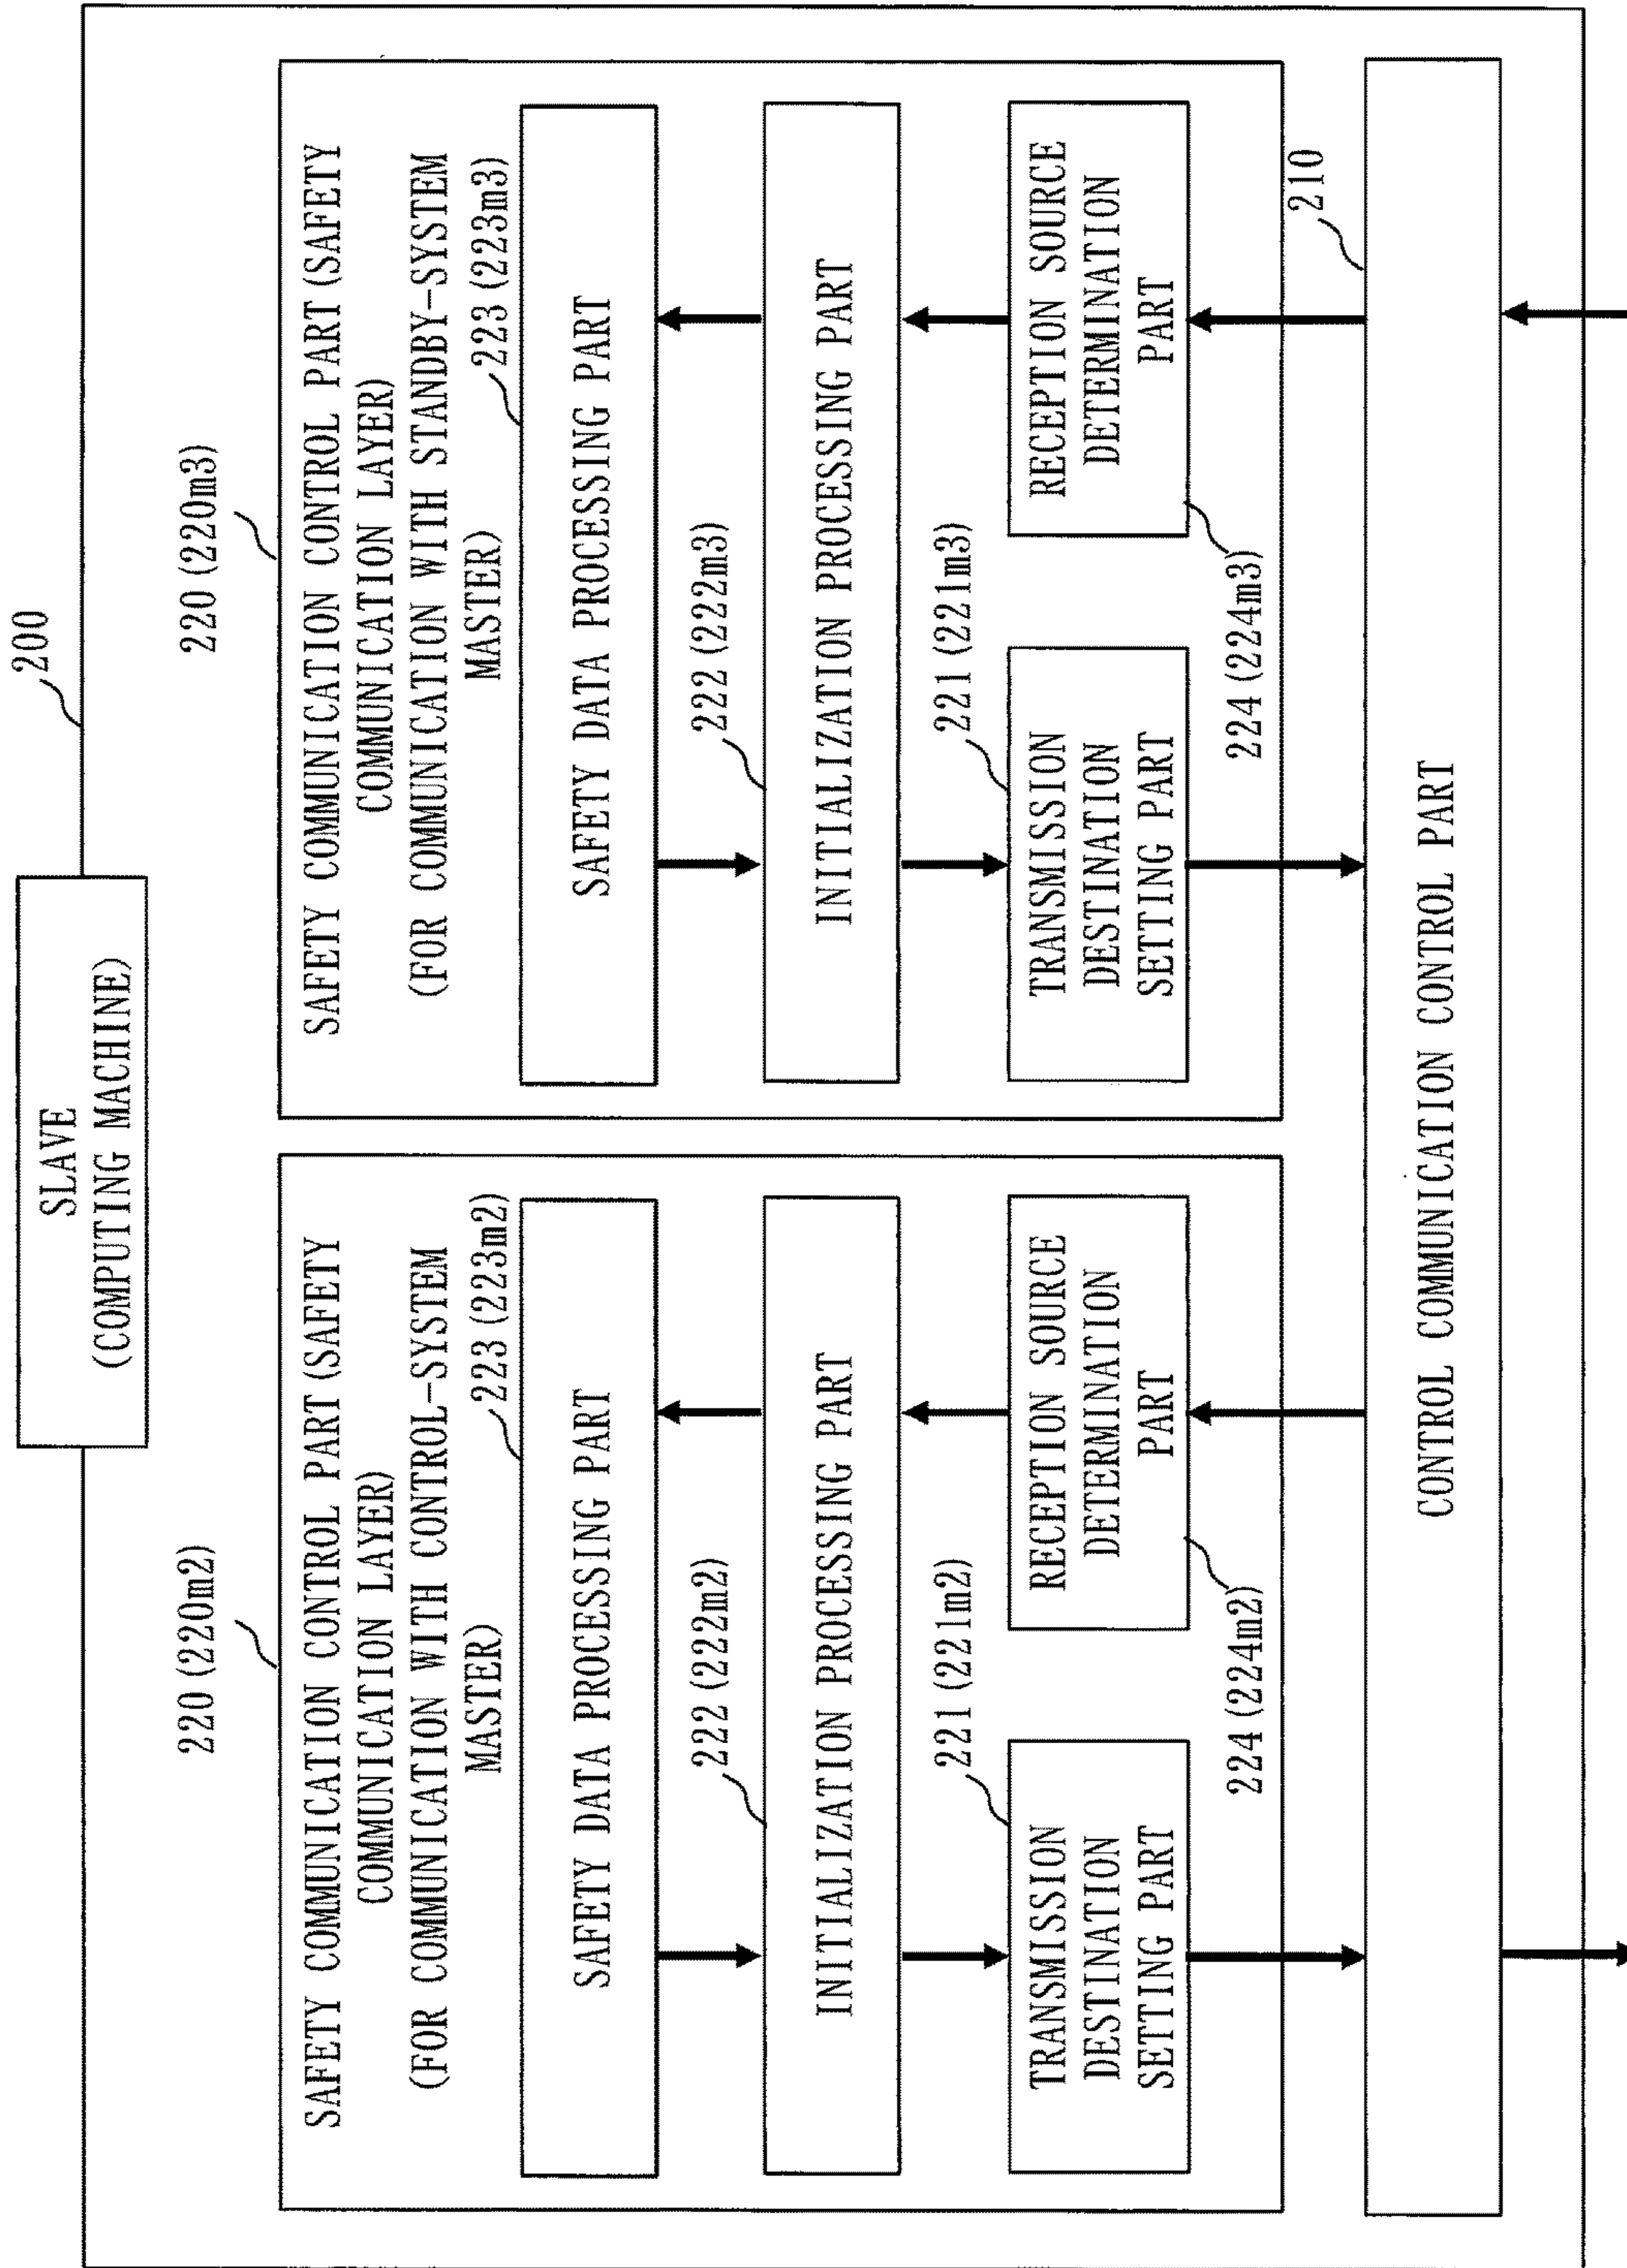 SLAVE
(COMPUTING MACHINE)
200
220 (220m2)
SAFETY COMMUNICATION CONTROL PART (SAFETY
COMMUNICATION LAYER)
(FOR COMMUNICATION WITH CONTROL-SYSTEM
MASTER)
223 (223m2)
SAFETY DATA PROCESSING PART
222 (222m2)
INITIALIZATION PROCESSING PART
221 (221m2)
TRANSMISSION
DESTINATION
SETTING PART
RECEPTION SOURCE
DETERMINATION
PART
224 (224m2)
220 (220m3)
SAFETY COMMUNICATION CONTROL PART (SAFETY
COMMUNICATION LAYER)
(FOR COMMUNICATION WITH STANDBY-SYSTEM
MASTER)
223 (223m3)
SAFETY DATA PROCESSING PART
222 (222m3)
INITIALIZATION PROCESSING PART
221 (221m3)
TRANSMISSION
DESTINATION
SETTING PART
RECEPTION SOURCE
DETERMINATION
PART
224 (224m3)
210
CONTROL COMMUNICATION CONTROL PART